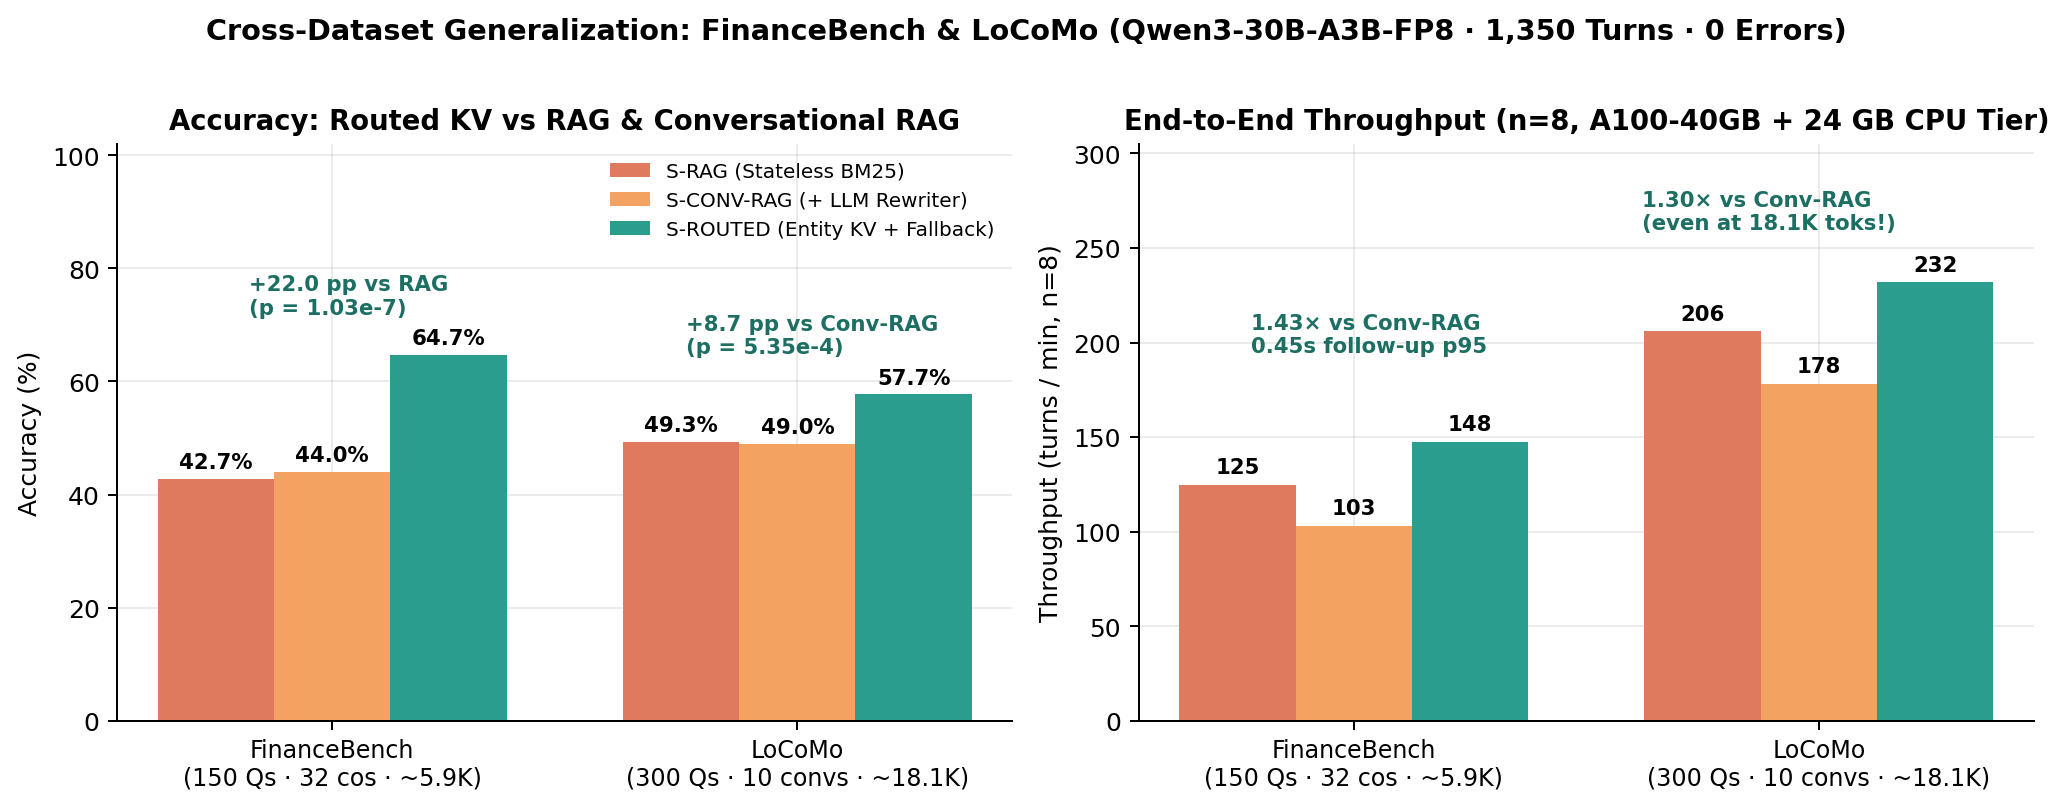 Cross-Dataset Generalization: FinanceBench & LoCoMo (Qwen3-30B-A3B-FP8 · 1,350 Turns · 0 Errors)
Accuracy: Routed KV vs RAG & Conversational RAG
Accuracy (%)
100
80
60
40
20
0
S-RAG (Stateless BM25)
S-CONV-RAG (+ LLM Rewriter)
S-ROUTED (Entity KV + Fallback)
+22.0 pp vs RAG
(p = 1.03e-7)
+8.7 pp vs Conv-RAG
(p = 5.35e-4)
42.7%
44.0%
64.7%
49.3%
49.0%
57.7%
FinanceBench
(150 Qs · 32 cos · ~5.9K)
LoCoMo
(300 Qs · 10 convs · ~18.1K)
End-to-End Throughput (n=8, A100-40GB + 24 GB CPU Tier)
Throughput (turns / min, n=8)
300
250
200
150
100
50
0
1.43× vs Conv-RAG
0.45s follow-up p95
1.30× vs Conv-RAG
(even at 18.1K toks!)
125
103
148
206
178
232
FinanceBench
(150 Qs · 32 cos · ~5.9K)
LoCoMo
(300 Qs · 10 convs · ~18.1K)